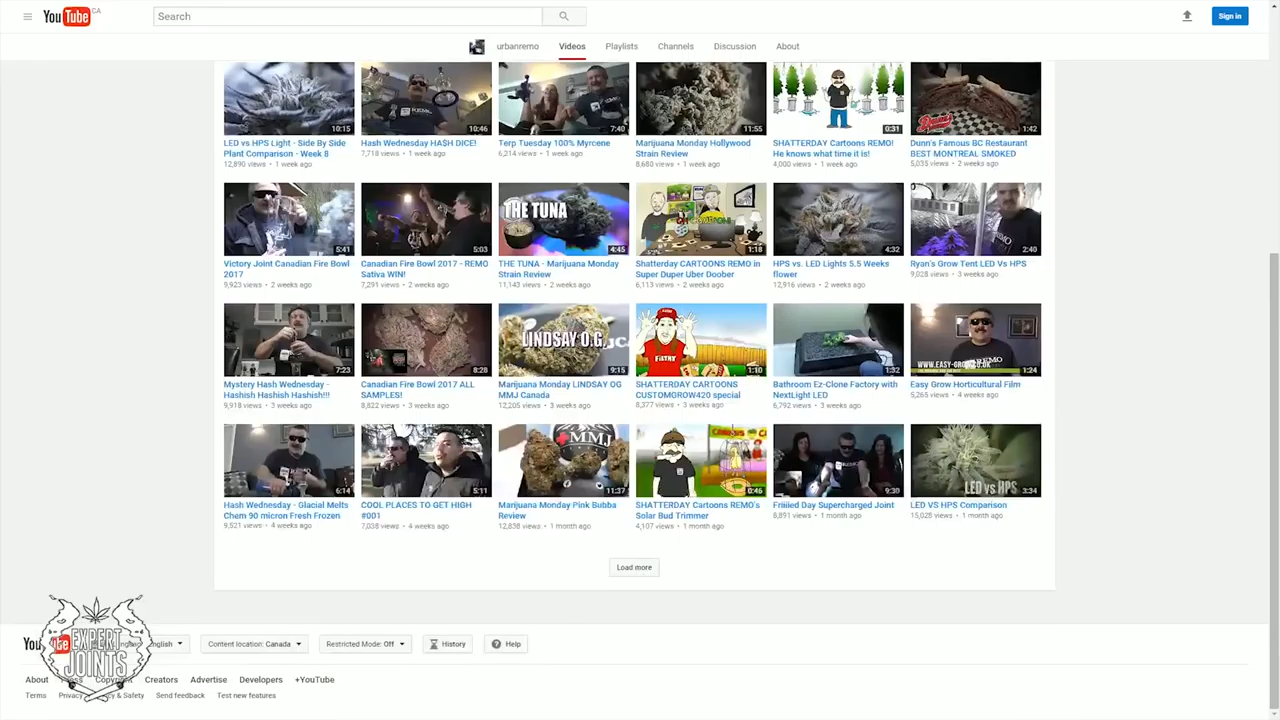 YouTube CA
Search
Sign in
urbanremo Videos Playlists Channels Discussion About
10:15 10:46 7:40 11:55 0:31 1:42
LED vs HPS Light - Side By Side
Plant Comparison - Week 8
12,890 views • 1 week ago
Hash Wednesday HA$H DICE!
7,718 views • 1 week ago
Terp Tuesday 100% Myrcene
6,214 views • 1 week ago
Marijuana Monday Hollywood
Strain Review
8,680 views • 1 week ago
SHATTERDAY Cartoons REMO!
He knows what time it is!
4,000 views • 1 week ago
Dunn's Famous BC Restaurant
BEST MONTREAL SMOKED
5,035 views • 2 weeks ago
THE TUNA
5:41 5:03 4:45 1:18 4:32 2:40
Victory Joint Canadian Fire Bowl
2017
9,923 views • 2 weeks ago
Canadian Fire Bowl 2017 - REMO
Sativa WIN!
7,291 views • 2 weeks ago
THE TUNA - Marijuana Monday
Strain Review
11,143 views • 2 weeks ago
Shatterday CARTOONS REMO in
Super Duper Uber Doober
6,113 views • 2 weeks ago
HPS vs. LED Lights 5.5 Weeks
flower
12,916 views • 2 weeks ago
Ryan's Grow Tent LED Vs HPS
9,028 views • 3 weeks ago
LINDSAY O.G.
FILTHY
REMO
WWW.EASY-GROW.CO.UK
7:23 8:28 9:15 1:10 1:32 1:24
Mystery Hash Wednesday -
Hashish Hashish Hashish!!!
9,918 views • 3 weeks ago
Canadian Fire Bowl 2017 ALL
SAMPLES!
8,822 views • 3 weeks ago
Marijuana Monday LINDSAY OG
MMJ Canada
12,205 views • 3 weeks ago
SHATTERDAY CARTOONS
CUSTOMGROW420 special
8,377 views • 3 weeks ago
Bathroom Ez-Clone Factory with
NextLight LED
6,792 views • 3 weeks ago
Easy Grow Horticultural Film
5,265 views • 4 weeks ago
MMJ
LED vs HPS
6:14 5:11 11:37 0:46 9:30 3:34
Hash Wednesday - Glacial Melts
Chem 90 micron Fresh Frozen
9,521 views • 4 weeks ago
COOL PLACES TO GET HIGH
#001
7,038 views • 4 weeks ago
Marijuana Monday Pink Bubba
Review
12,838 views • 1 month ago
SHATTERDAY Cartoons REMO's
Solar Bud Trimmer
4,107 views • 1 month ago
Friiiied Day Supercharged Joint
8,891 views • 1 month ago
LED VS HPS Comparison
15,028 views • 1 month ago
Load more
EXPERT
JOINTS
Content location: Canada Restricted Mode: Off History Help
About Copyright Creators Advertise Developers +YouTube
Terms Privacy & Safety Send feedback Test new features